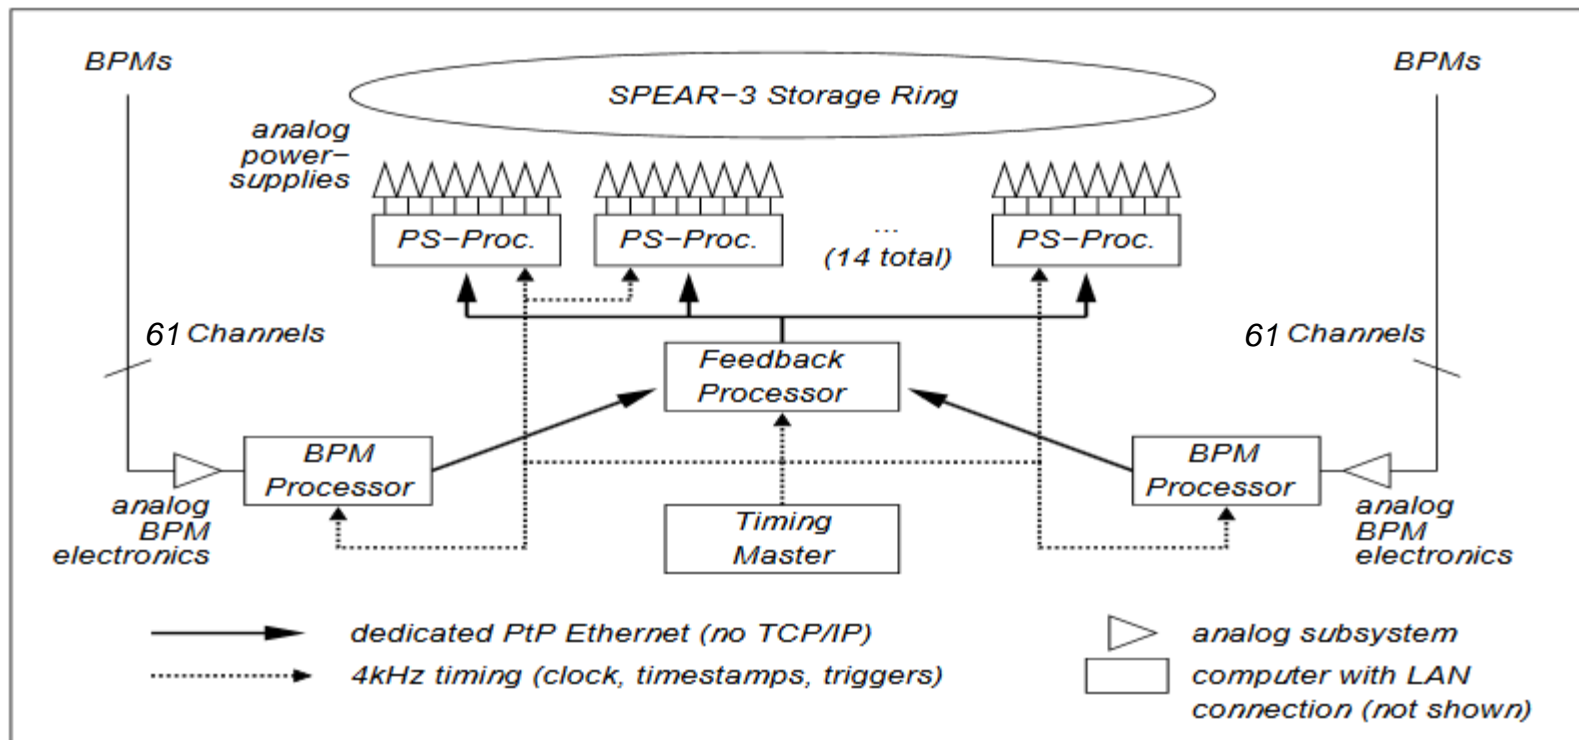 BPMs
SPEAR−3 Storage Ring
BPMs
analog
power−
supplies
PS−Proc.
PS−Proc.
...
(14 total)
PS−Proc.
61 Channels
61 Channels
Feedback
Processor
BPM
Processor
BPM
Processor
analog
BPM
electronics
Timing
Master
analog
BPM
electronics
dedicated PtP Ethernet (no TCP/IP)
4kHz timing (clock, timestamps, triggers)
analog subsystem
computer with LAN
connection (not shown)